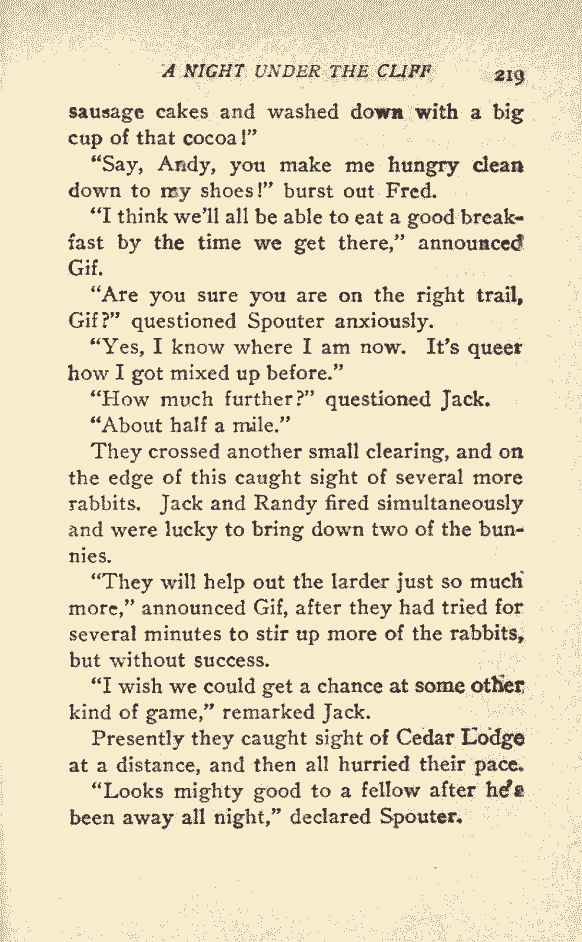 A NIGHT UNDER THE CLIFF 219
sausage cakes and washed down with a big
cup of that cocoa!"
"Say, Andy, you make me hungry clean
down to my shoes!" burst out Fred.
"I think we'll all be able to eat a good break-
fast by the time we get there," announced
Gif.
"Are you sure you are on the right trail,
Gif?" questioned Spouter anxiously.
"Yes, I know where I am now. It's queer
how I got mixed up before."
"How much further?" questioned Jack.
"About half a mile."
They crossed another small clearing, and on
the edge of this caught sight of several more
rabbits. Jack and Randy fired simultaneously
and were lucky to bring down two of the bun-
nies.
"They will help out the larder just so much
more," announced Gif, after they had tried for
several minutes to stir up more of the rabbits,
but without success.
"I wish we could get a chance at some other
kind of game," remarked Jack.
Presently they caught sight of Cedar Lodge
at a distance, and then all hurried their pace.
"Looks mighty good to a fellow after he's
been away all night," declared Spouter.